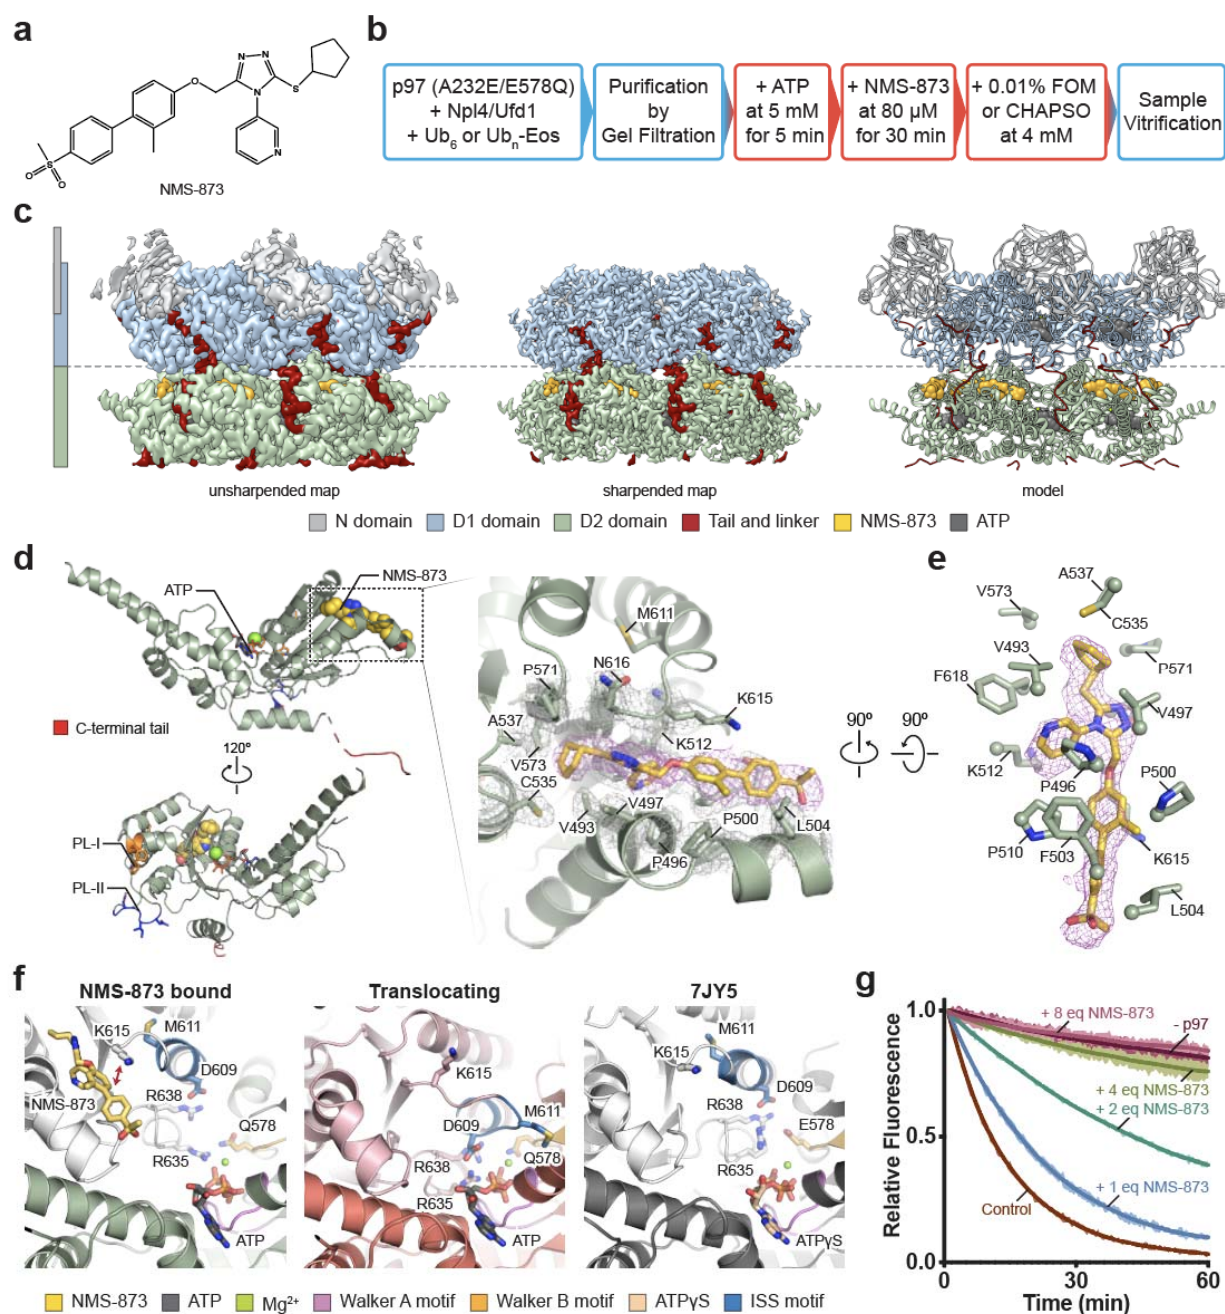 a
N
N
O
N
S
N
S
O
O
NMS-873
b
p97 (A232E/E578Q)
+ Npl4/Ufd1
+ Ub6 or Ubn-Eos
Purification
by
Gel Filtration
+ ATP
at 5 mM
for 5 min
+ NMS-873
at 80 µM
for 30 min
+ 0.01% FOM
or CHAPSO
at 4 mM
Sample
Vitrification
c
unsharpended map
sharpended map
model
N domain
D1 domain
D2 domain
Tail and linker
NMS-873
ATP
d
NMS-873
ATP
C-terminal tail
120º
PL-I
PL-II
M611
N616
P571
K615
A537
K512
V573
C535
V497
P500
V493
L504
P496
90º
90º
e
A537
V573
C535
V493
P571
F618
V497
K512
P496
P500
P510
F503
K615
L504
f
NMS-873 bound
K615
M611
D609
NMS-873
R638
Q578
R635
ATP
Translocating
K615
M611
D609
Q578
R638
R635
ATP
7JY5
M611
K615
D609
R638
E578
R635
ATPγS
NMS-873
ATP
Mg2+
Walker A motif
Walker B motif
ATPγS
ISS motif
g
1.0
+ 8 eq NMS-873
- p97
+ 4 eq NMS-873
+ 2 eq NMS-873
0.5
+ 1 eq NMS-873
Control
0.0
0
30
60
Relative Fluorescence
Time (min)